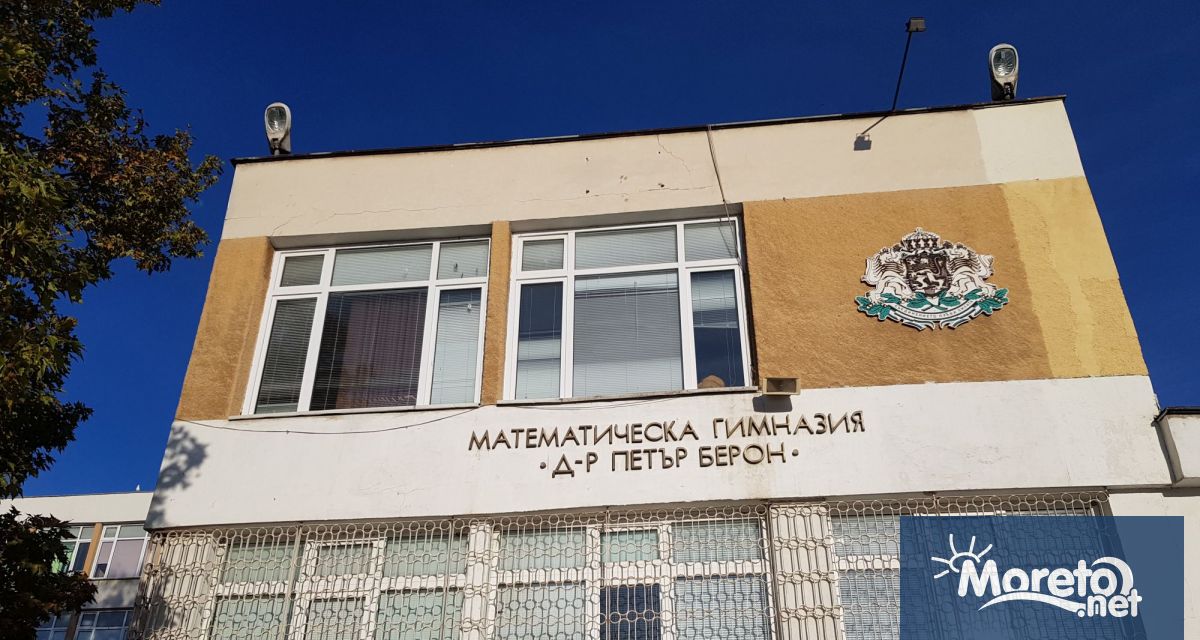 МАТЕМАТИЧЕСКА ГИМНАЗИЯ
• Д-Р ПЕТЪР БЕРОН •
Moreto
.net